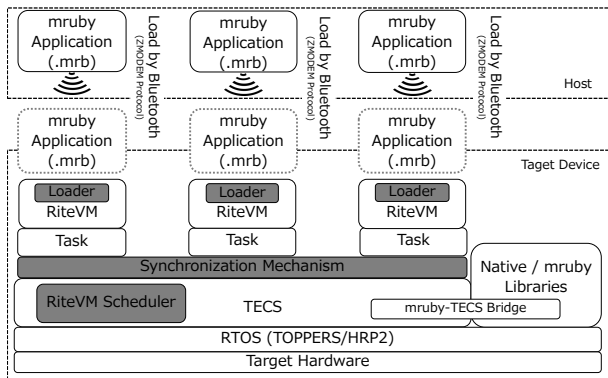 mruby
Application
(.mrb)
Load by Bluetooth
(ZMODEM Protocol)
mruby
Application
(.mrb)
Load by Bluetooth
(ZMODEM Protocol)
mruby
Application
(.mrb)
Load by Bluetooth
(ZMODEM Protocol)
Host
mruby
Application
(.mrb)
mruby
Application
(.mrb)
mruby
Application
(.mrb)
Taget Device
Loader
RiteVM
Loader
RiteVM
Loader
RiteVM
Task
Task
Task
Synchronization Mechanism
Native / mruby
Libraries
RiteVM Scheduler
TECS
mruby-TECS Bridge
RTOS (TOPPERS/HRP2)
Target Hardware